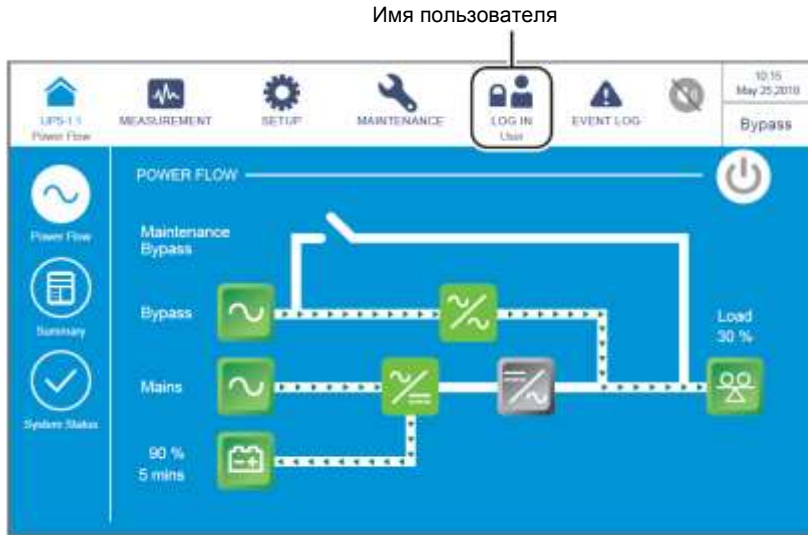 Имя пользователя
10:15
May 25,2018
UPS-1.1
Power Flow
MEASUREMENT
SETUP
MAINTENANCE
LOG IN
User
EVENT LOG
Bypass
POWER FLOW
Power Flow
Maintenance
Bypass
Summary
Bypass
Load
30 %
Mains
System Status
90 %
5 mins